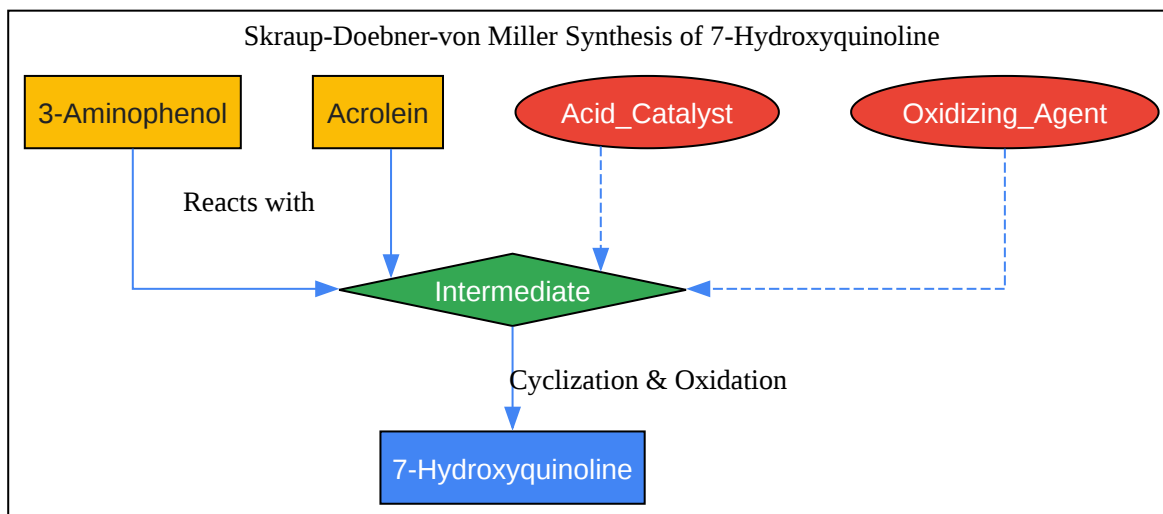 Skraup-Doebner-von Miller Synthesis of 7-Hydroxyquinoline
3-Aminophenol
Acrolein
Acid_Catalyst
Oxidizing_Agent
Reacts with
Intermediate
Cyclization & Oxidation
7-Hydroxyquinoline